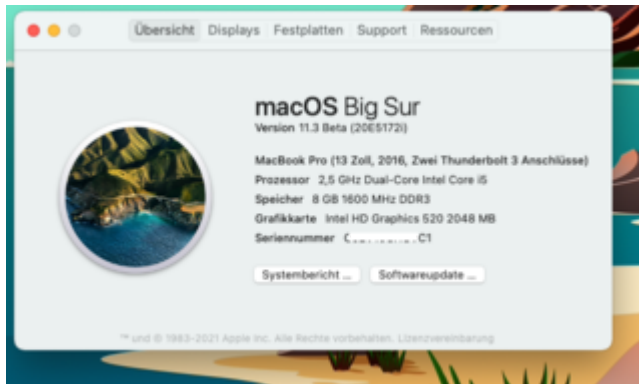 Übersicht Displays Festplatten Support Ressourcen
macOS Big Sur
Version 11.3 Beta (20E5172i)
MacBook Pro (13 Zoll, 2016, Zwei Thunderbolt 3 Anschlüsse)
Prozessor 2,5 GHz Dual-Core Intel Core i5
Speicher 8 GB 1600 MHz DDR3
Grafikkarte Intel HD Graphics 520 2048 MB
Seriennummer C1
Systembericht ... Softwareupdate ...
™ und © 1983-2021 Apple Inc. Alle Rechte vorbehalten. Lizenzvereinbarung